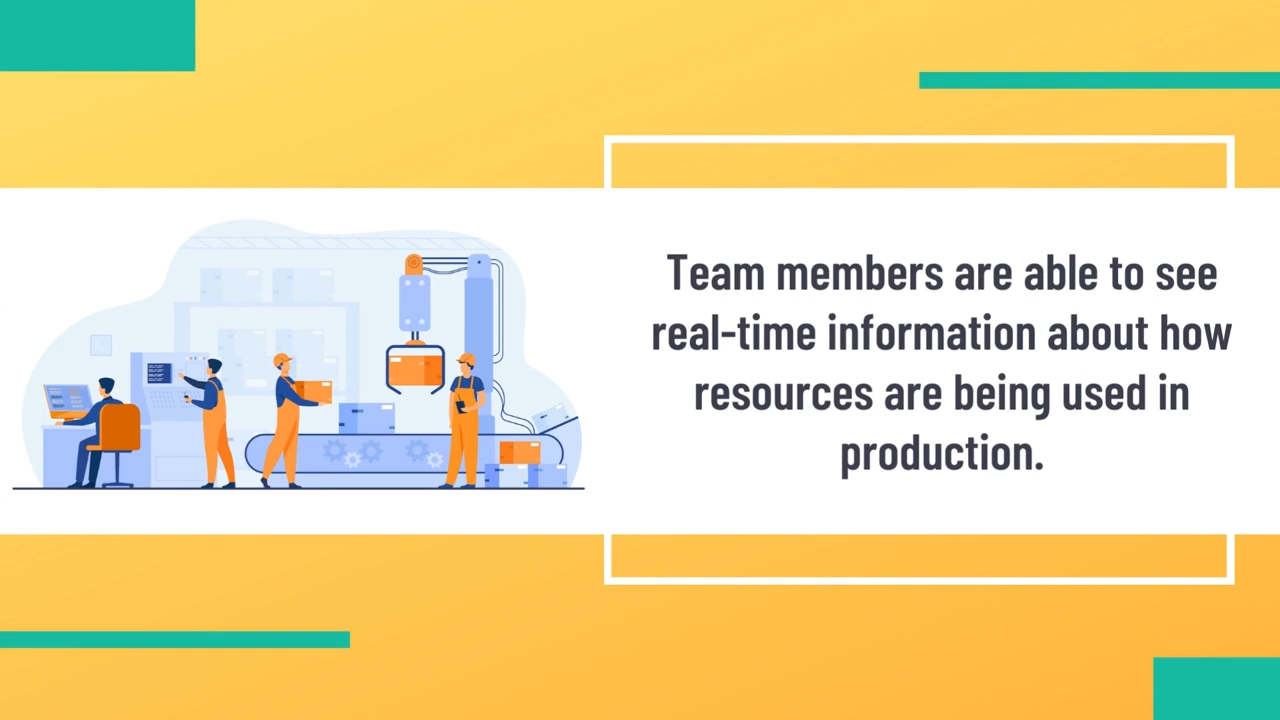 Team members are able to see
real-time information about how
resources are being used in
production.